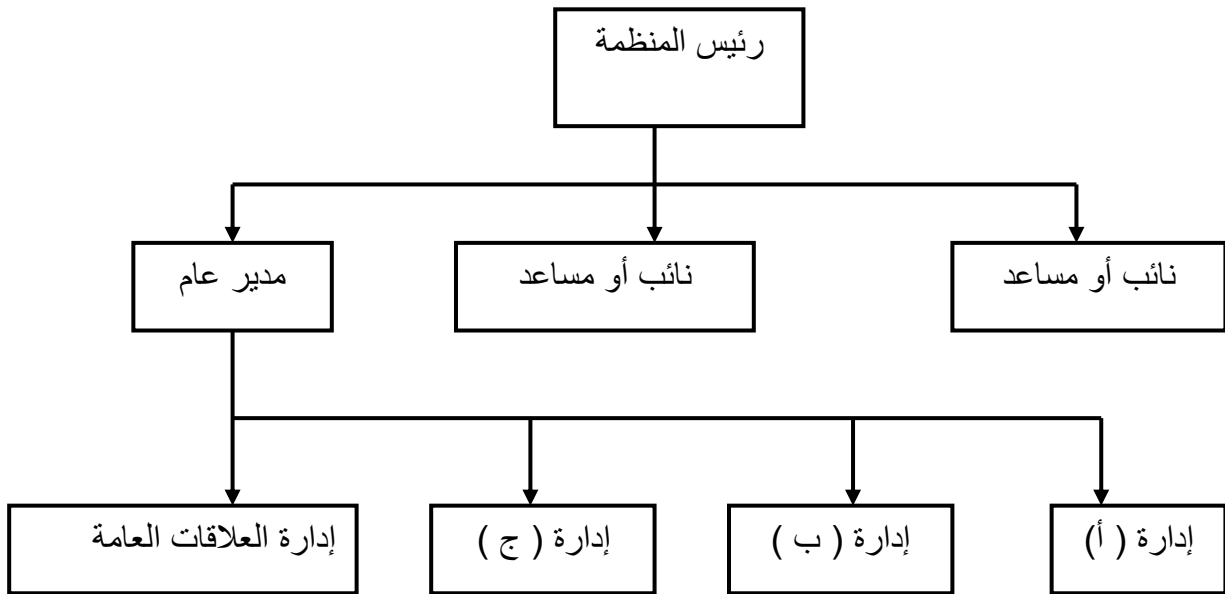 رئيس المنظمة
نائب أو مساعد
نائب أو مساعد
مدير عام
إدارة ( أ)
إدارة ( ب )
إدارة ( ج )
إدارة العلاقات العامة